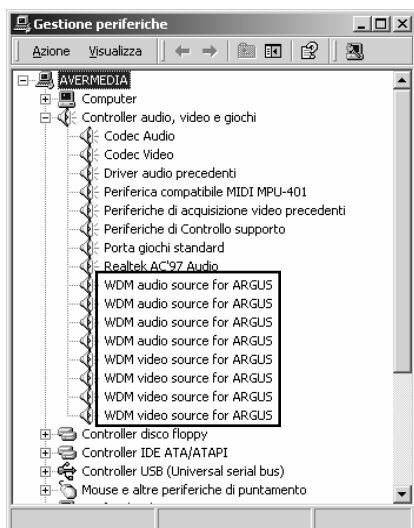 Gestione periferiche
Azione Visualizza
AVERMEDIA
Computer
Controller audio, video e giochi
Codec Audio
Codec Video
Driver audio precedenti
Periferica compatibile MIDI MPU-401
Periferiche di acquisizione video precedenti
Periferiche di Controllo supporto
Porta giochi standard
Realtek AC'97 Audio
WDM audio source for ARGUS
WDM audio source for ARGUS
WDM audio source for ARGUS
WDM audio source for ARGUS
WDM video source for ARGUS
WDM video source for ARGUS
WDM video source for ARGUS
WDM video source for ARGUS
Controller disco floppy
Controller IDE ATA/ATAPI
Controller USB (Universal serial bus)
Mouse e altre periferiche di puntamento